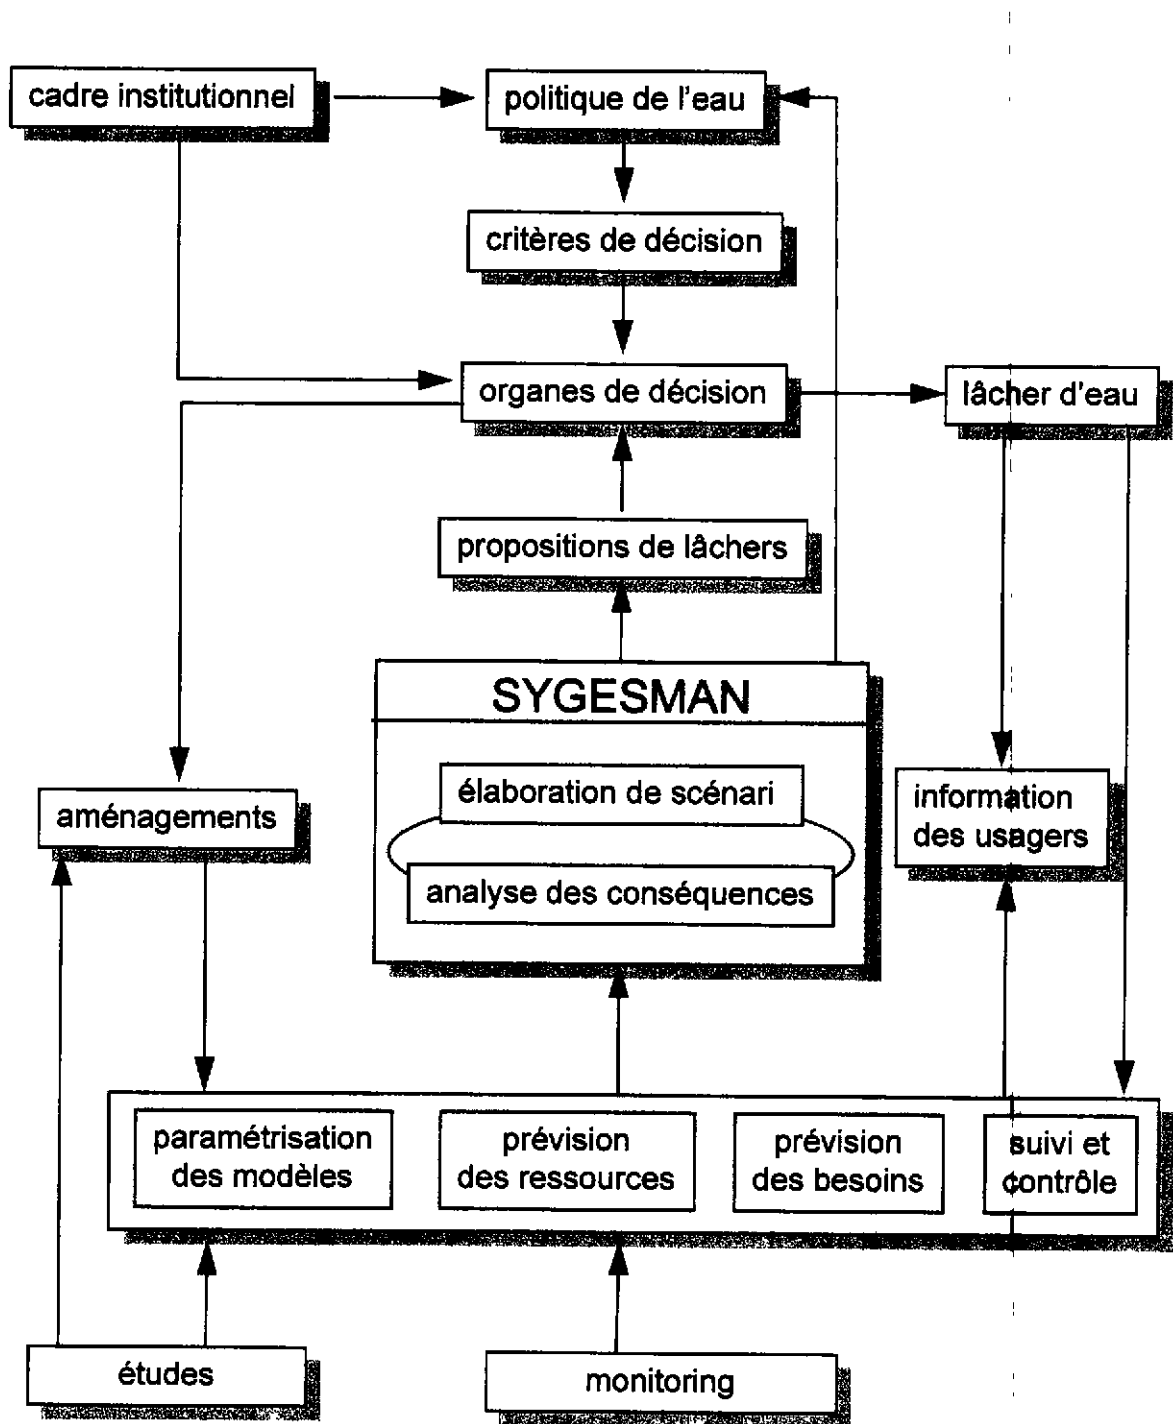 cadre institutionnel
politique de l'eau
critères de décision
organes de décision
lâcher d'eau
propositions de lâchers
SYGESMAN
élaboration de scénari
analyse des conséquences
aménagements
information
des usagers
paramétrisation
des modèles
prévision
des ressources
prévision
des besoins
suivi et
contrôle
études
monitoring